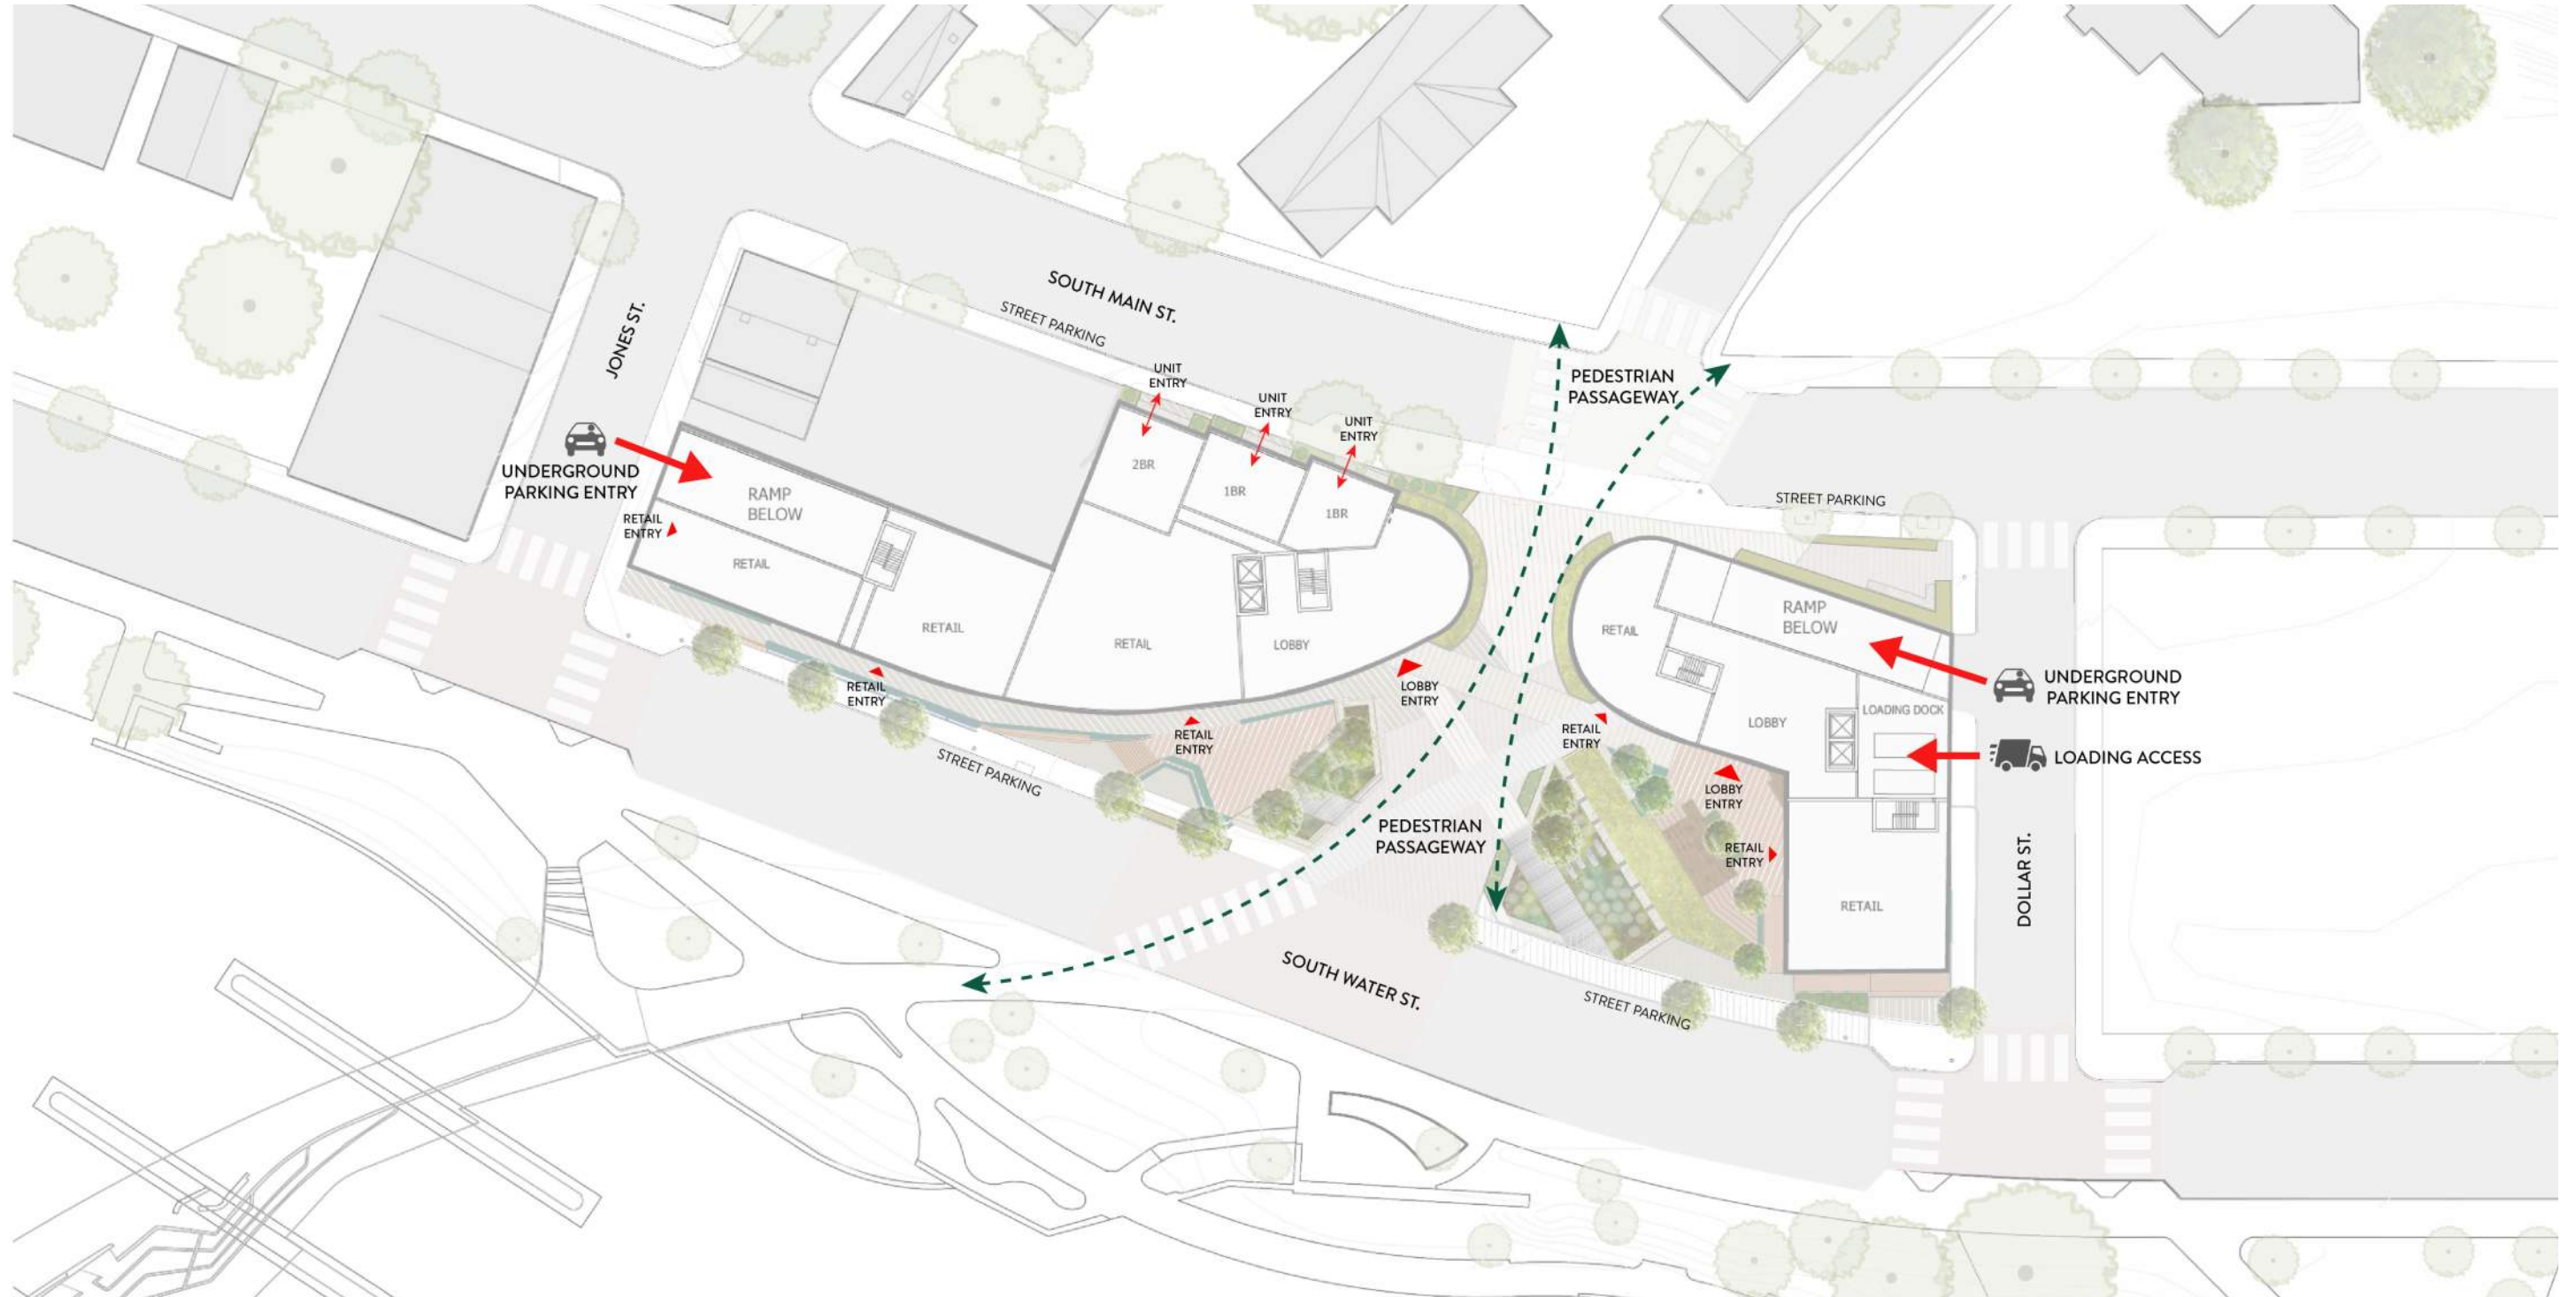 SOUTH MAIN ST.
STREET PARKING
JONES ST.
UNIT
ENTRY
UNIT
ENTRY
UNIT
ENTRY
PEDESTRIAN
PASSAGEWAY
UNDERGROUND
PARKING ENTRY
RETAIL
ENTRY
RAMP
BELOW
RETAIL
2BR
1BR
1BR
RETAIL
RETAIL
LOBBY
RETAIL
ENTRY
RETAIL
ENTRY
LOBBY
ENTRY
STREET PARKING
PEDESTRIAN
PASSAGEWAY
STREET PARKING
RAMP
BELOW
RETAIL
LOBBY
LOADING DOCK
UNDERGROUND
PARKING ENTRY
LOADING ACCESS
RETAIL
ENTRY
LOBBY
ENTRY
RETAIL
ENTRY
RETAIL
DOLLAR ST.
SOUTH WATER ST.
STREET PARKING